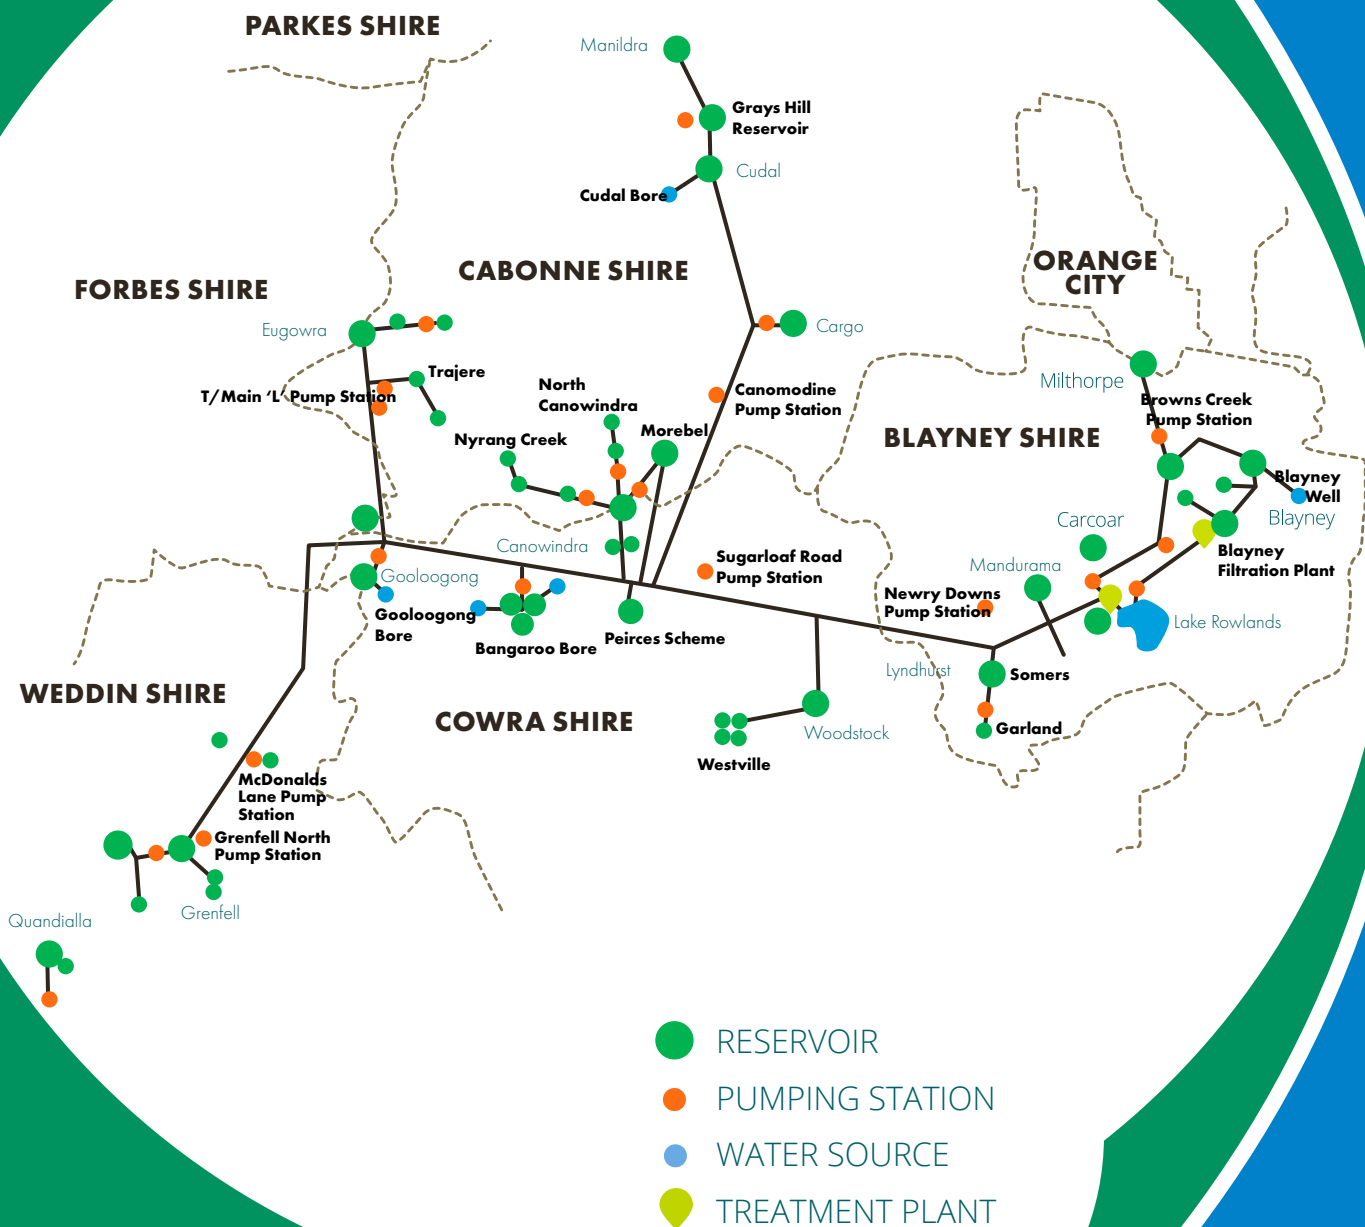 PARKES SHIRE
Manildra
Grays Hill
Reservoir
Cudal
Cudal Bore
ORANGE
CITY
CABONNE SHIRE
FORBES SHIRE
Eugowra
Cargo
Trajere
T/Main ‘L’ Pump Station
North
Canowindra
Canomodine
Pump Station
Milthorpe
Browns Creek
Pump Station
Nyrang Creek
Morebel
BLAYNEY SHIRE
Blayney
Well
Blayney
Carcoar
Canowindra
Sugarloaf Road
Pump Station
Blayney
Filtration Plant
Mandurama
Gooloogong
Gooloogong
Bore
Newry Downs
Pump Station
Lake Rowlands
Peirces Scheme
Bangaroo Bore
Lyndhurst
Somers
WEDDIN SHIRE
COWRA SHIRE
Garland
Woodstock
Westville
McDonalds
Lane Pump
Station
Grenfell North
Pump Station
Grenfell
Quandialla
RESERVOIR
PUMPING STATION
WATER SOURCE
TREATMENT PLANT